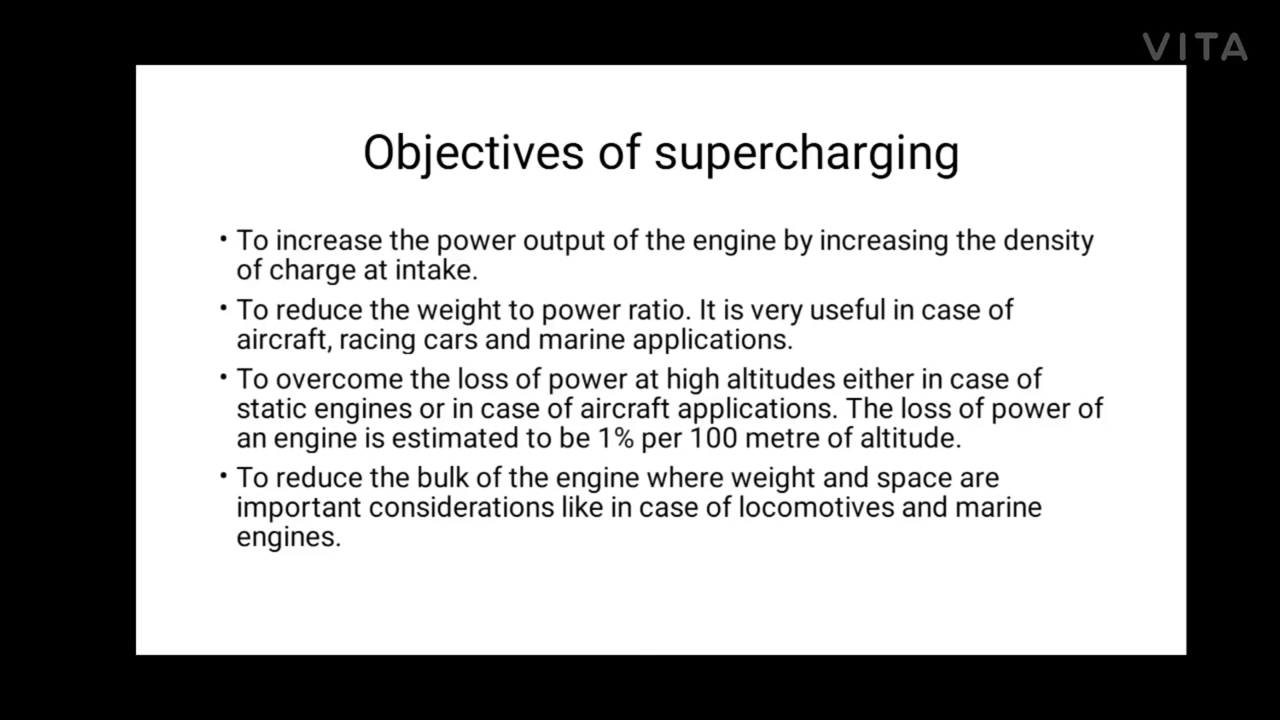 VITA
Objectives of supercharging
• To increase the power output of the engine by increasing the density
of charge at intake.
• To reduce the weight to power ratio. It is very useful in case of
aircraft, racing cars and marine applications.
• To overcome the loss of power at high altitudes either in case of
static engines or in case of aircraft applications. The loss of power of
an engine is estimated to be 1% per 100 metre of altitude.
• To reduce the bulk of the engine where weight and space are
important considerations like in case of locomotives and marine
engines.